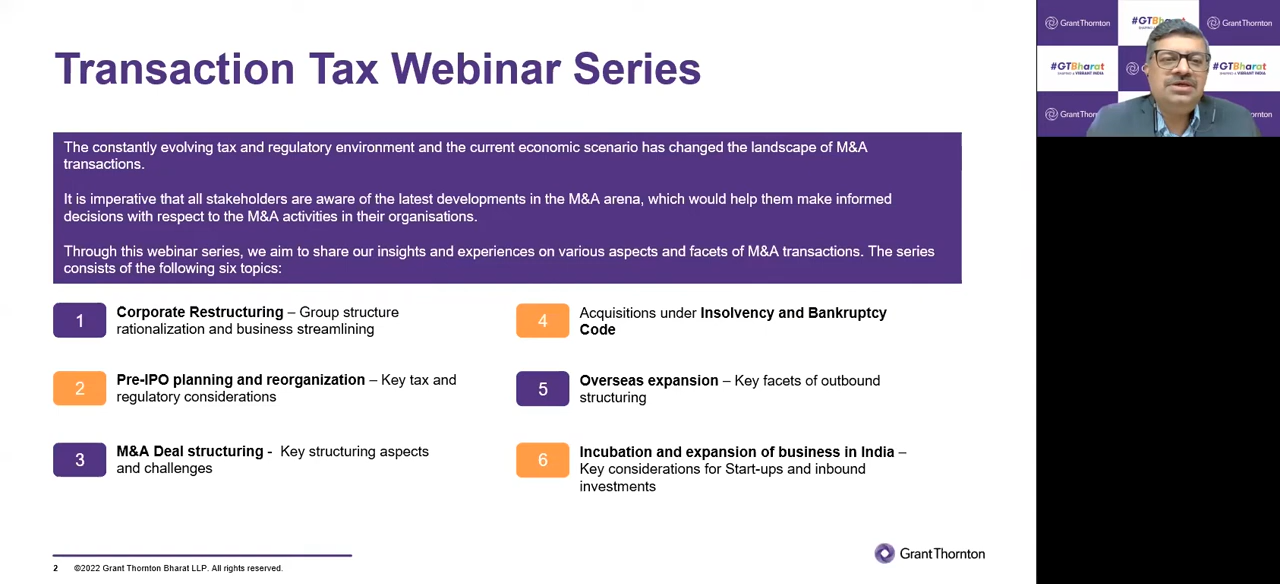 Transaction Tax Webinar Series
The constantly evolving tax and regulatory environment and the current economic scenario has changed the landscape of M&A
transactions.
It is imperative that all stakeholders are aware of the latest developments in the M&A arena, which would help them make informed
decisions with respect to the M&A activities in their organisations.
Through this webinar series, we aim to share our insights and experiences on various aspects and facets of M&A transactions. The series
consists of the following six topics:
1
Corporate Restructuring – Group structure
rationalization and business streamlining
2
Pre-IPO planning and reorganization – Key tax and
regulatory considerations
3
M&A Deal structuring - Key structuring aspects
and challenges
4
Acquisitions under Insolvency and Bankruptcy
Code
5
Overseas expansion – Key facets of outbound
structuring
6
Incubation and expansion of business in India –
Key considerations for Start-ups and inbound
investments
2 ©2022 Grant Thornton Bharat LLP. All rights reserved.
GrantThornton
GrantThornton
GrantThornton
#GTBharat
#GTBharat